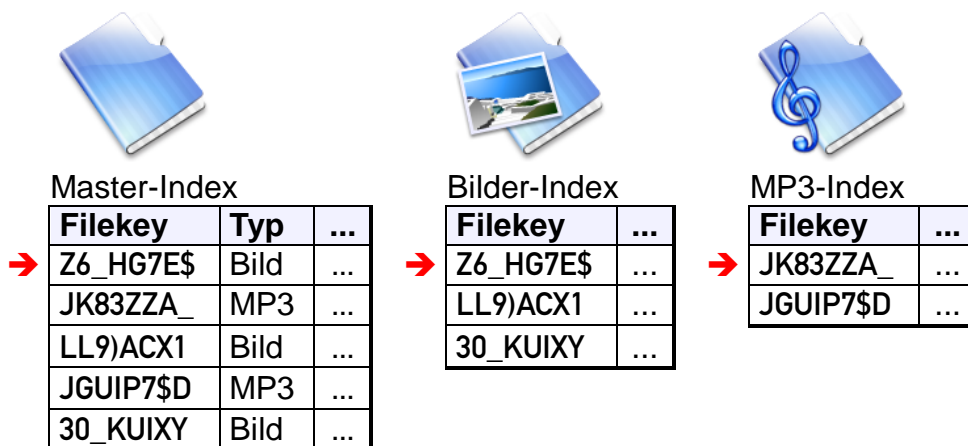 Master-Index
Filekey Typ ...
Z6_HG7E$ Bild ...
JK83ZZA_ MP3 ...
LL9)ACX1 Bild ...
JGUIP7$D MP3 ...
30_KUIXY Bild ...
Bilder-Index
Filekey ...
Z6_HG7E$ ...
LL9)ACX1 ...
30_KUIXY ...
MP3-Index
Filekey ...
JK83ZZA_ ...
JGUIP7$D ...